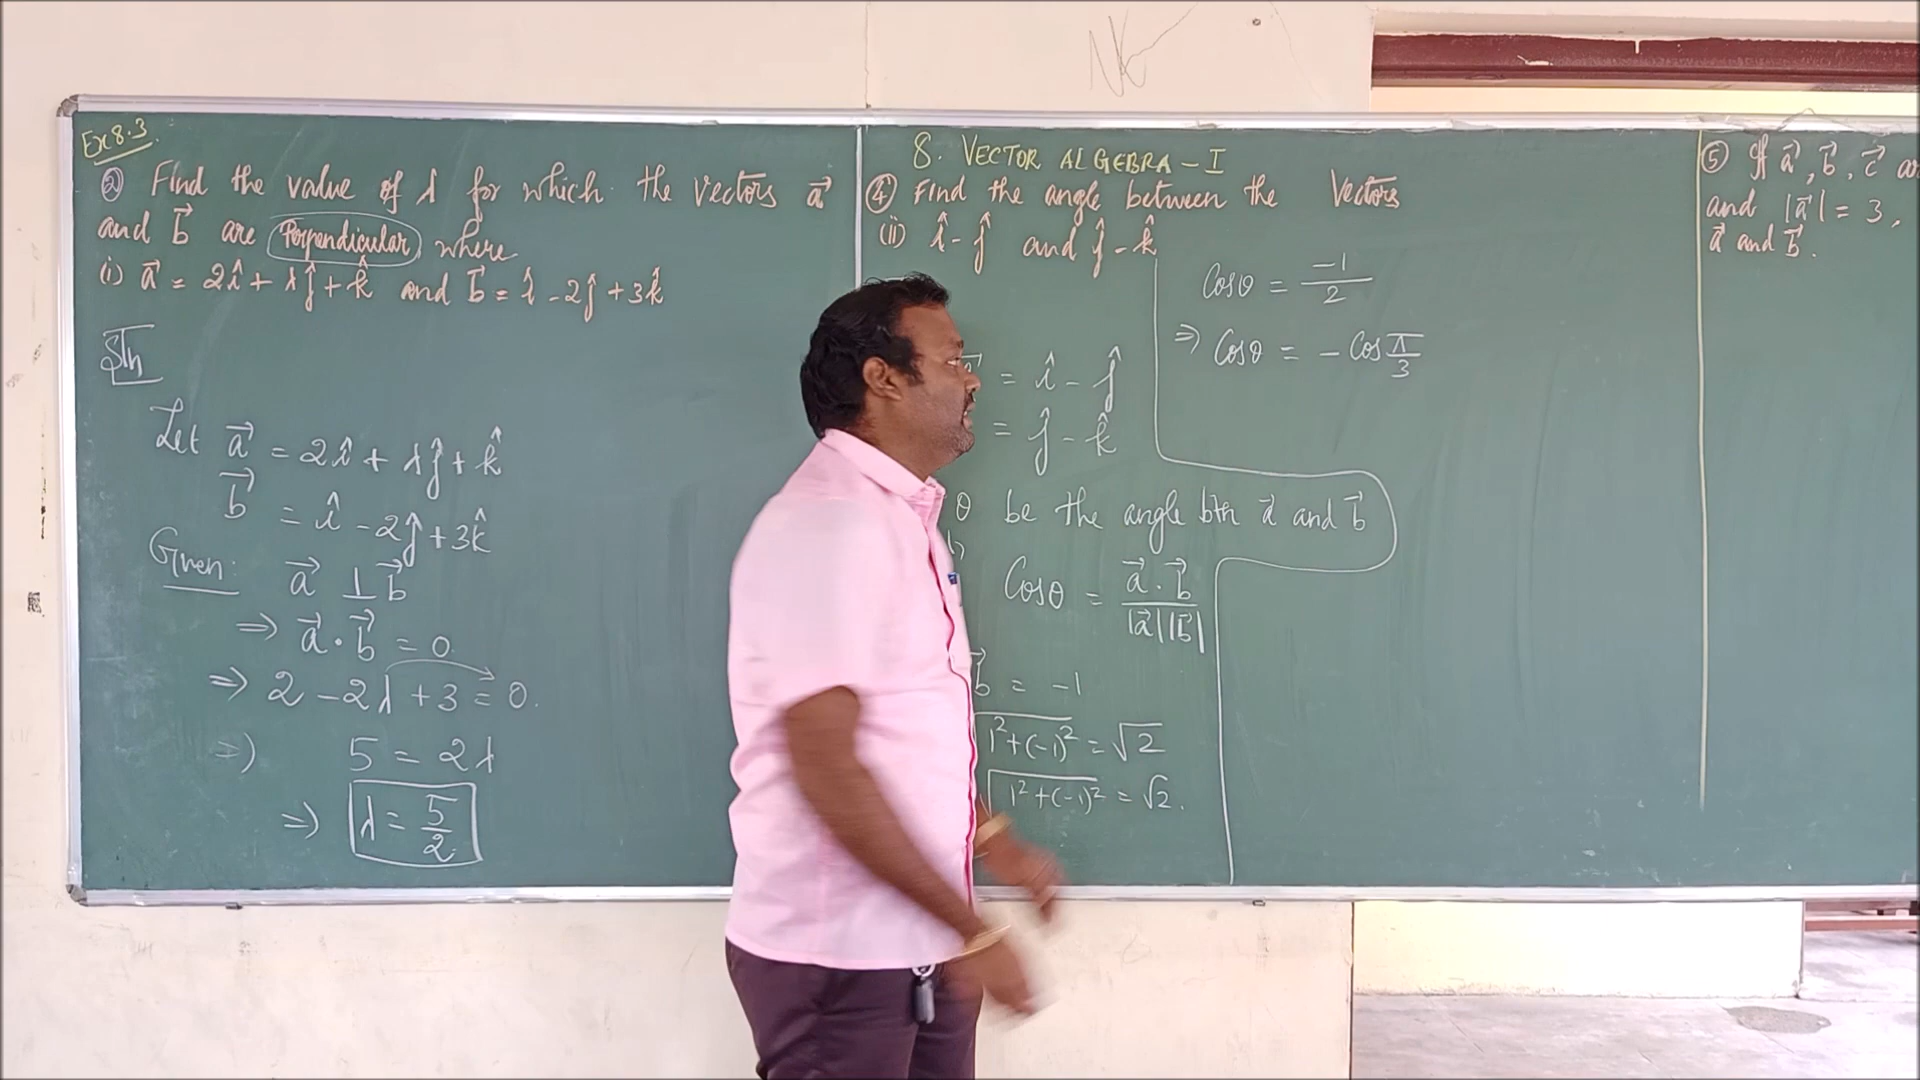 Ex 8.3.
② Find the value of λ for which the vectors a⃗
and b⃗ are Perpendicular, where
(i) a⃗ = 2î + λĵ + k̂ and b⃗ = î - 2ĵ + 3k̂
Soln
Let a⃗ = 2î + λĵ + k̂
b⃗ = î - 2ĵ + 3k̂
Given: a⃗ ⊥ b⃗
⇒ a⃗ · b⃗ = 0.
⇒ 2 - 2λ + 3 = 0.
⇒ 5 = 2λ
⇒ λ = 5/2
8. VECTOR ALGEBRA - I
④ Find the angle between the Vectors
(ii) î - ĵ and ĵ - k̂
= î - ĵ
= ĵ - k̂
θ be the angle btn a⃗ and b⃗
Cosθ = a⃗ · b⃗ / |a⃗| |b⃗|
b⃗ = -1
√1² + (-1)² = √2
√1² + (-1)² = √2.
Cosθ = -1/2
⇒ Cosθ = - Cos π/3
⑤ If a⃗, b⃗, c⃗
and |a⃗| = 3,
a⃗ and b⃗.